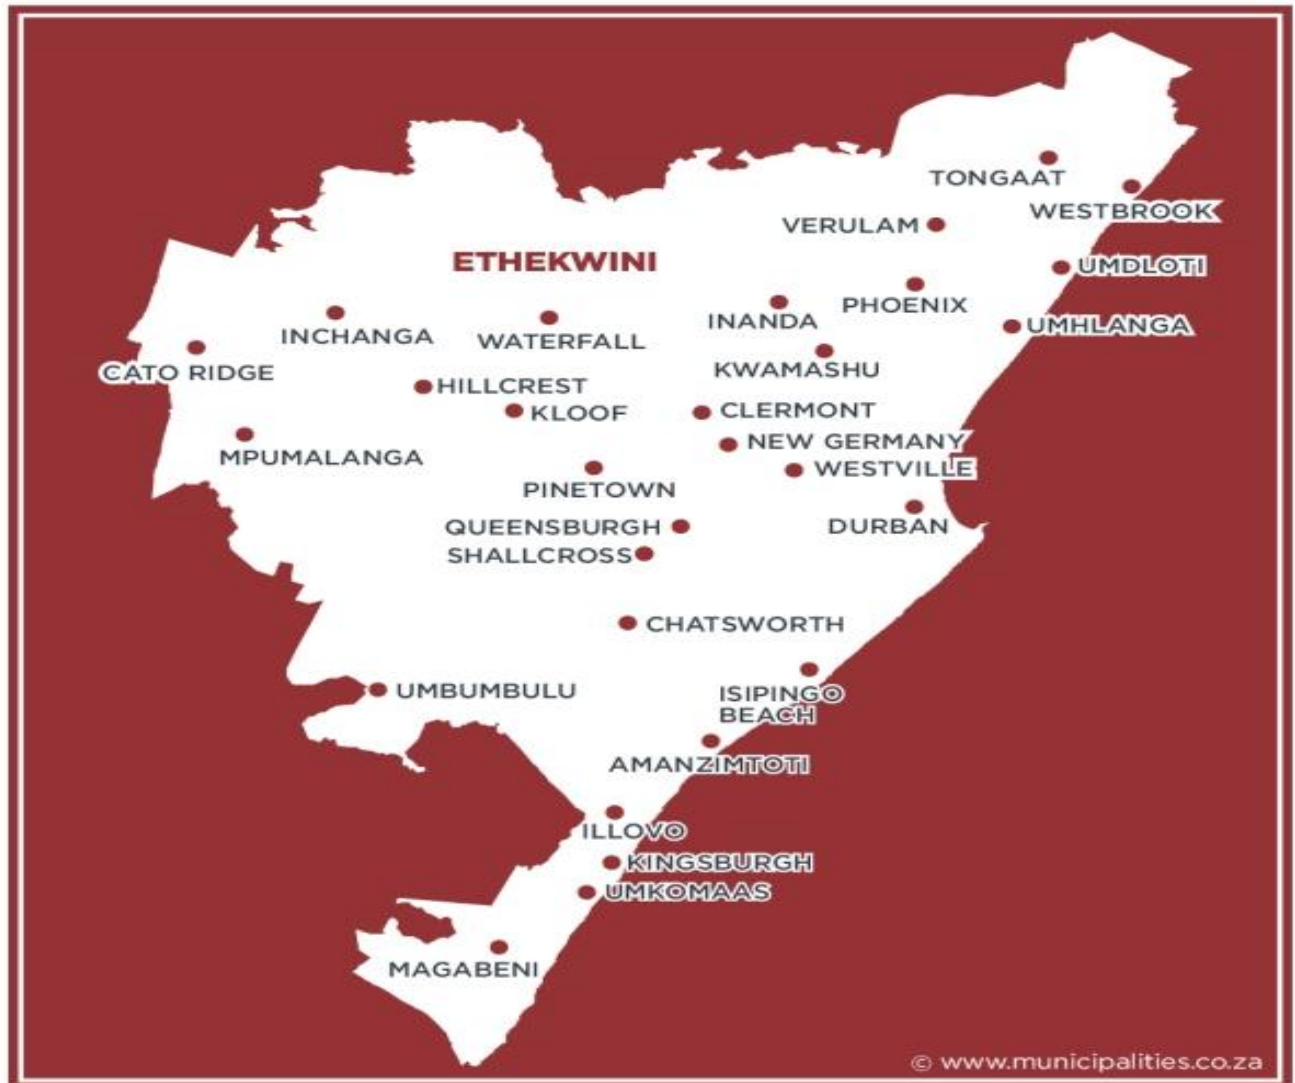 TONGAAT
WESTBROOK
VERULAM
ETHEKWINI
UMDLOTI
PHOENIX
INANDA
UMHLANGA
INCHANGA
WATERFALL
KWAMASHU
CATO RIDGE
HILLCREST
KLOOF
CLERMONT
NEW GERMANY
MPUMALANGA
WESTVILLE
PINETOWN
QUEENSBURGH
DURBAN
SHALLCROSS
CHATSWORTH
UMBUMBULU
ISIPINGO
BEACH
AMANZIMTOTI
ILLOVO
KINGSBURGH
UMKOMAAS
MAGABENI
© www.municipalities.co.za